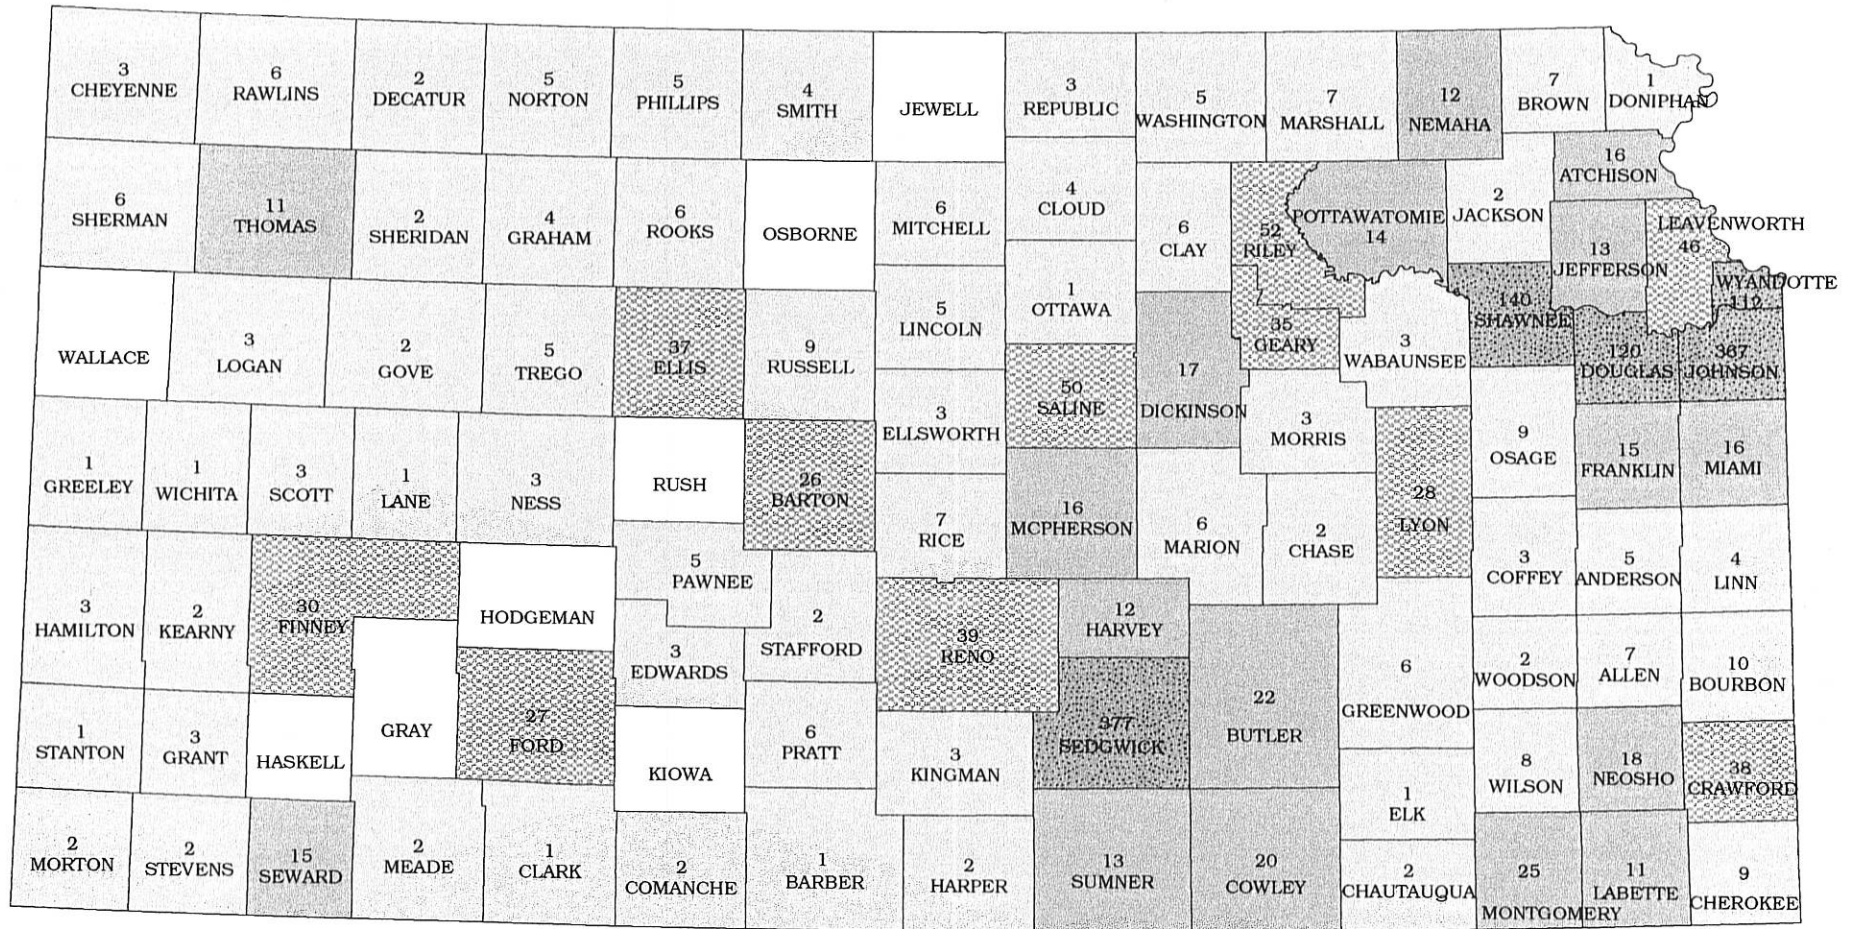 3
CHEYENNE
6
RAWLINS
2
DECATUR
5
NORTON
5
PHILLIPS
4
SMITH
JEWELL
3
REPUBLIC
5
WASHINGTON
7
MARSHALL
12
NEMAHA
7
BROWN
1
DONIPHAN
6
SHERMAN
11
THOMAS
2
SHERIDAN
4
GRAHAM
6
ROOKS
OSBORNE
6
MITCHELL
4
CLOUD
6
CLAY
52
RILEY
POTTAWATOMIE
14
2
JACKSON
16
ATCHISON
13
JEFFERSON
LEAVENWORTH
46
WYANDOTTE
112
WALLACE
3
LOGAN
2
GOVE
5
TREGO
37
ELLIS
9
RUSSELL
5
LINCOLN
1
OTTAWA
50
SALINE
17
DICKINSON
35
GEARY
3
WABAUNSEE
140
SHAWNEE
120
DOUGLAS
367
JOHNSON
1
GREELEY
1
WICHITA
3
SCOTT
1
LANE
3
NESS
RUSH
26
BARTON
3
ELLSWORTH
7
RICE
16
MCPHERSON
6
MARION
3
MORRIS
2
CHASE
28
LYON
9
OSAGE
15
FRANKLIN
16
MIAMI
3
HAMILTON
2
KEARNY
30
FINNEY
HODGEMAN
5
PAWNEE
3
EDWARDS
2
STAFFORD
39
RENO
12
HARVEY
377
SEDGWICK
22
BUTLER
6
GREENWOOD
3
COFFEY
5
ANDERSON
4
LINN
2
WOODSON
7
ALLEN
10
BOURBON
1
STANTON
3
GRANT
HASKELL
GRAY
27
FORD
KIOWA
6
PRATT
3
KINGMAN
1
ELK
8
WILSON
18
NEOSHO
38
CRAWFORD
2
MORTON
2
STEVENS
15
SEWARD
2
MEADE
1
CLARK
2
COMANCHE
1
BARBER
2
HARPER
13
SUMNER
20
COWLEY
2
CHAUTAUQUA
25
MONTGOMERY
11
LABETTE
9
CHEROKEE